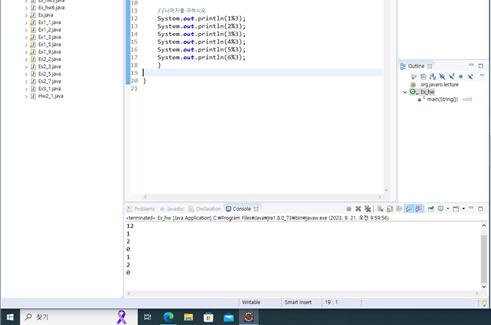 Ex_hw6.java
Ex.java
Ex1_1.java
Ex1_2.java
Ex1_3.java
Ex1_5.java
Ex1_9.java
Ex2_2.java
Ex2_3.java
Ex2_5.java
Ex2_7.java
Ex3_1.java
Hw2_1.java
10
11 //나머지를 구하시오
12 System.out.println(1%3);
13 System.out.println(2%3);
14 System.out.println(3%3);
15 System.out.println(4%3);
16 System.out.println(5%3);
17 System.out.println(6%3);
18 }
19
20 }
21
Outline
org.javaro.lecture
Ex_hw
main(String[]) : void
Problems Javadoc Declaration Console
<terminated> Ex_hw [Java Application] C:₩Program Files₩Java₩jre1.8.0_73₩bin₩javaw.exe (2023. 9. 21. 오전 9:59:56)
12
1
2
0
1
2
0
Writable Smart Insert 19 : 1
찾기